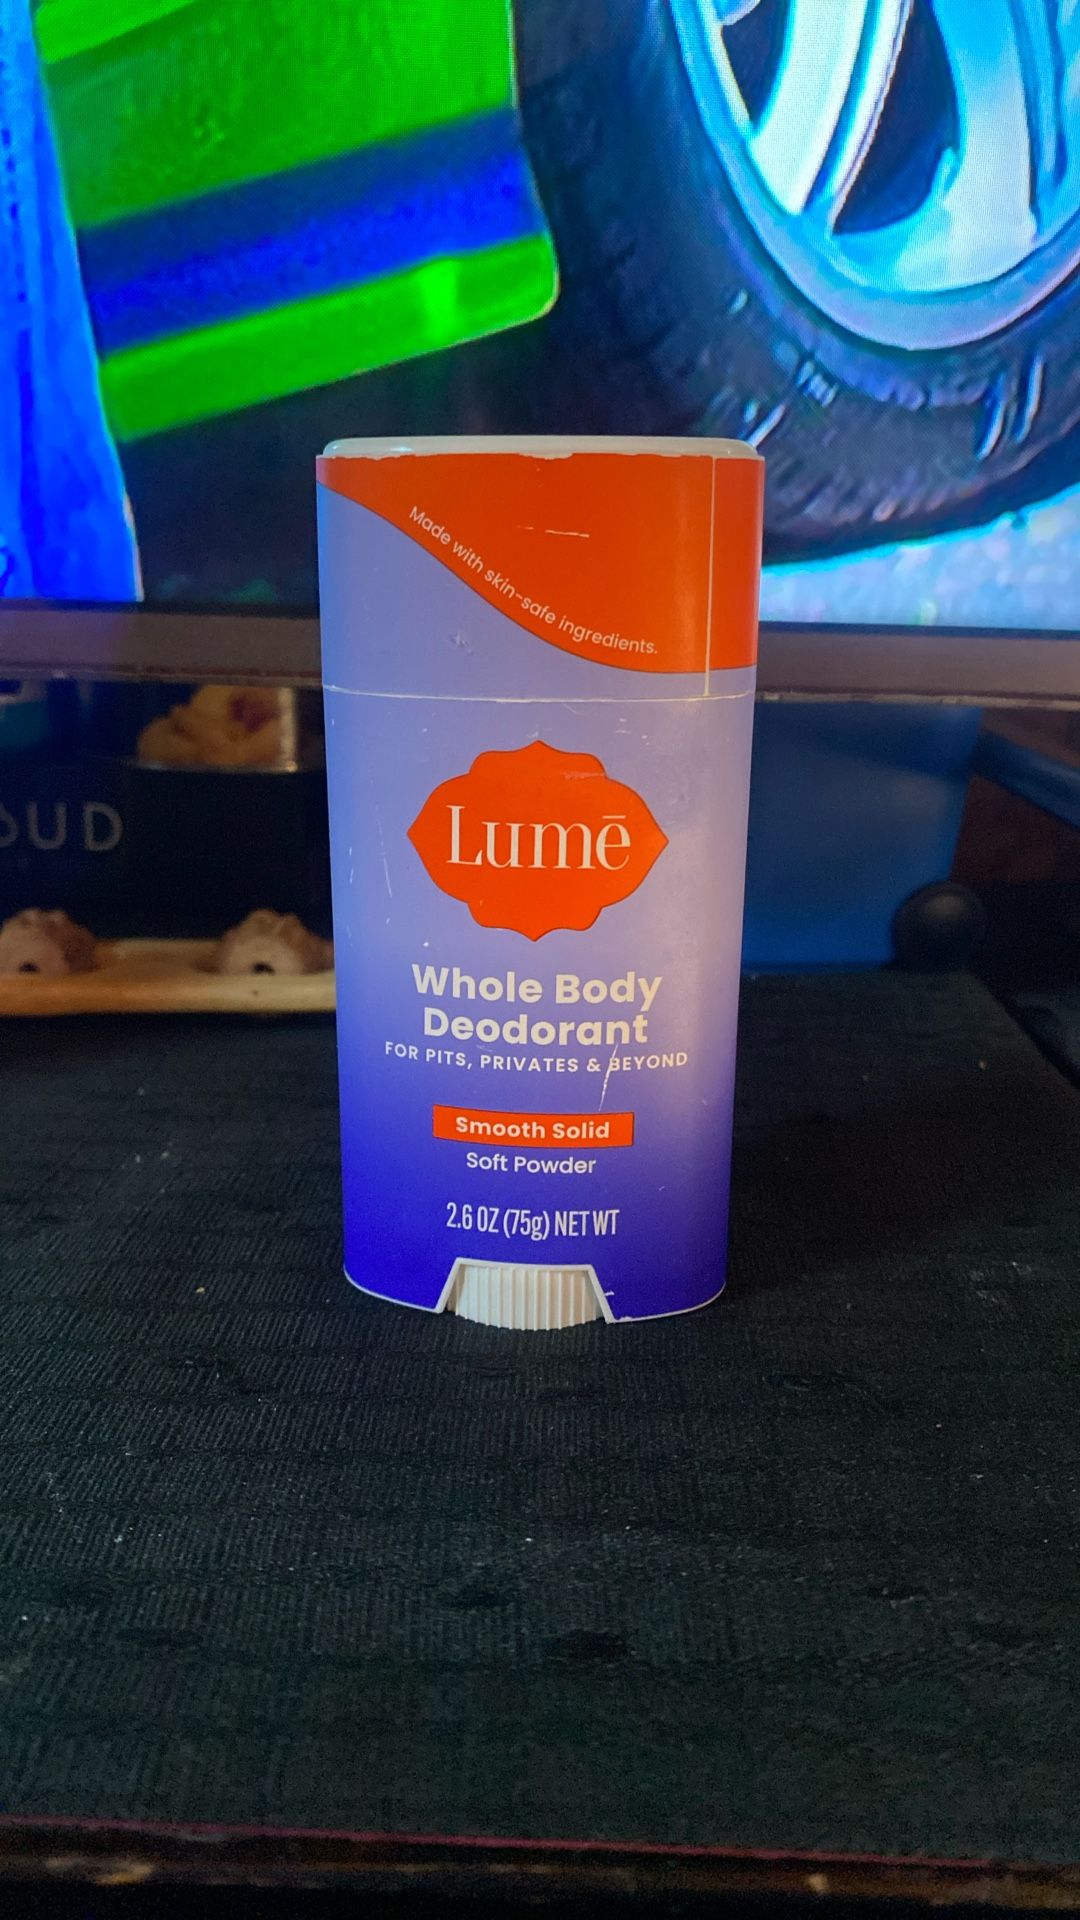 Made with skin-safe ingredients.
Lumē
Whole Body
Deodorant
FOR PITS, PRIVATES & BEYOND
Smooth Solid
Soft Powder
2.6 OZ (75g) NET WT
OUD